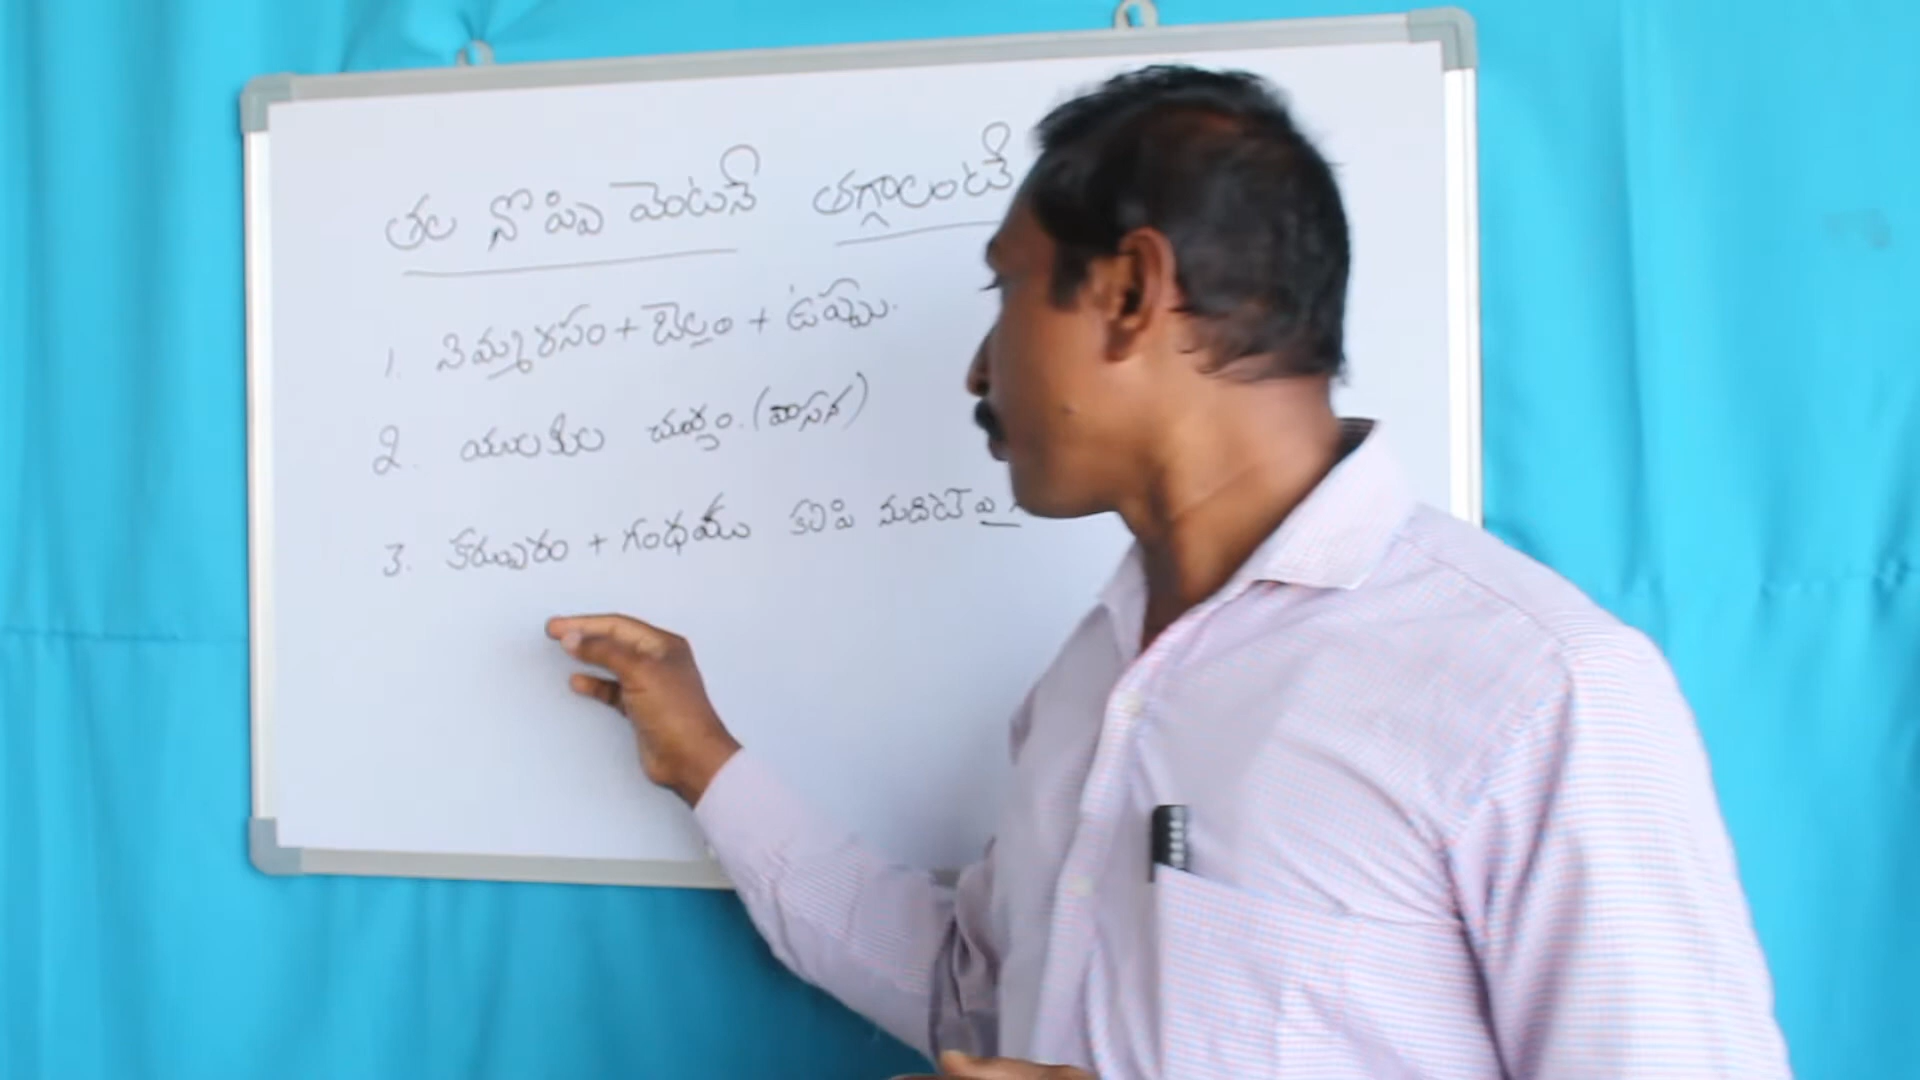 తల నొప్పి వెంటనే తగ్గాలంటే
1. నిమ్మరసం + బెల్లం + ఉప్పు.
2. యాలకుల చూర్ణం. (వాసన)
3. కర్పూరం + గంధము కలిపి నుదిటి పై